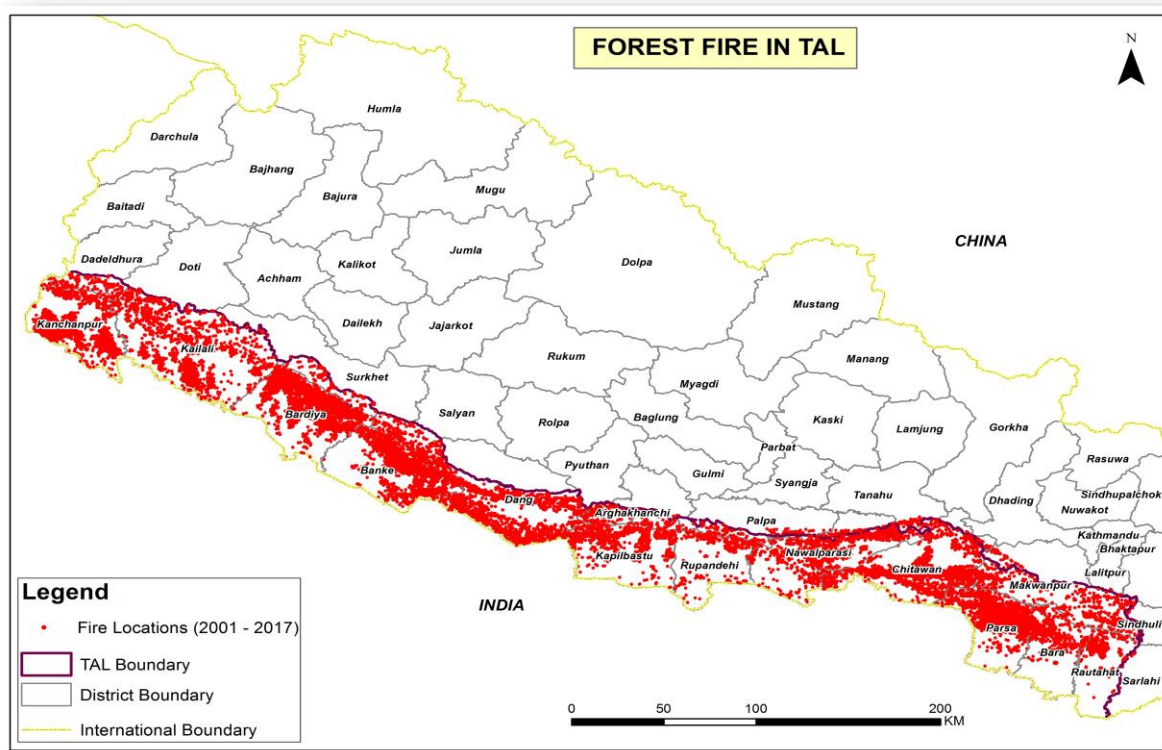 FOREST FIRE IN TAL
N
Humla
Darchula
Bajhang
Mugu
Bajura
Baitadi
Jumla
CHINA
Dadeldhura
Doti
Kalikot
Dolpa
Achham
Mustang
Kanchanpur
Dailekh
Jajarkot
Kailali
Rukum
Manang
Surkhet
Myagdi
Bardiya
Salyan
Rolpa
Baglung
Kaski
Lamjung
Gorkha
Parbat
Rasuwa
Banke
Pyuthan
Gulmi
Syangja
Sindhupalchok
Dang
Tanahu
Dhading
Nuwakot
Arghakhanchi
Palpa
Kathmandu
Bhaktapur
Kapilbastu
Nawalparasi
Rupandehi
Chitawan
Lalitpur
Makwanpur
INDIA
Parsa
Sindhuli
Bara
Rautahat
Sarlahi
Legend
Fire Locations (2001 - 2017)
TAL Boundary
District Boundary
International Boundary
0 50 100 200
KM